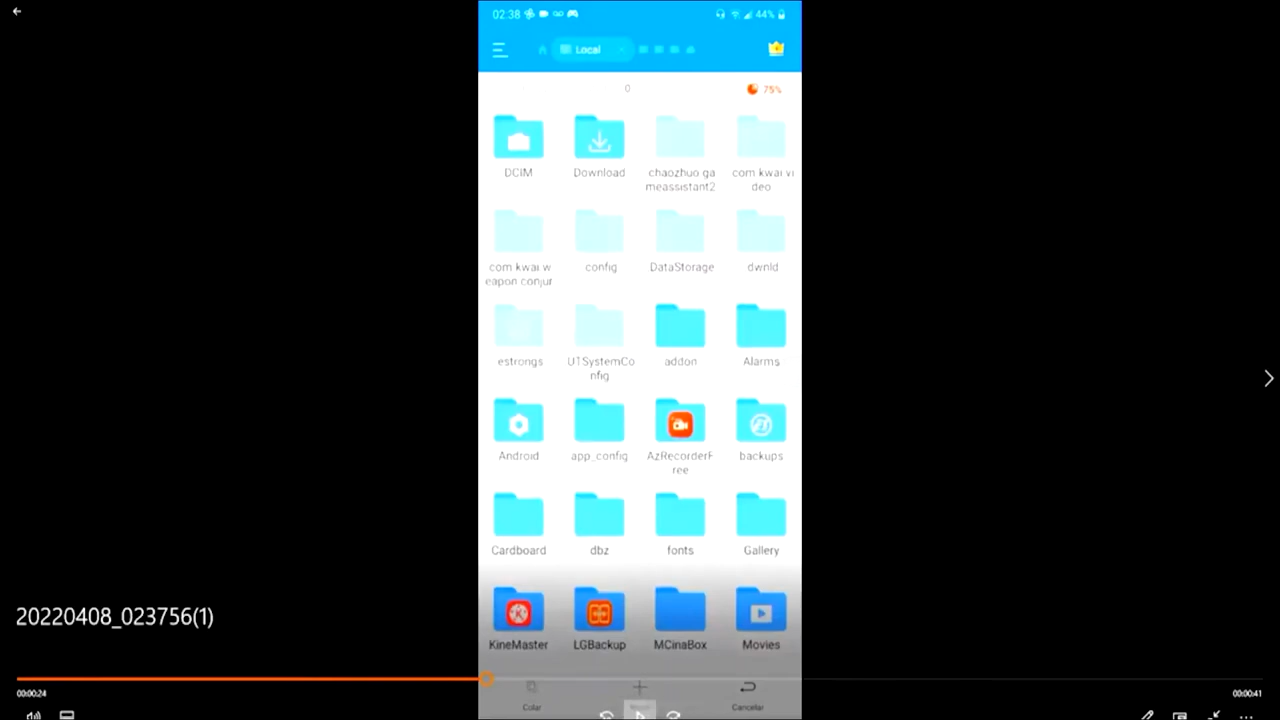 02:38
44%
Local
0
75%
DCIM
Download
chaozhuo ga
meassistant2
com kwai vi
deo
com kwai w
eapon conjur
config
DataStorage
dwnld
estrongs
U1SystemCo
nfig
addon
Alarms
Android
app_config
AzRecorderF
ree
backups
Cardboard
dbz
fonts
Gallery
20220408_023756(1)
KineMaster
LGBackup
MCinaBox
Movies
00:00:24
00:00:41
Colar
Cancelar